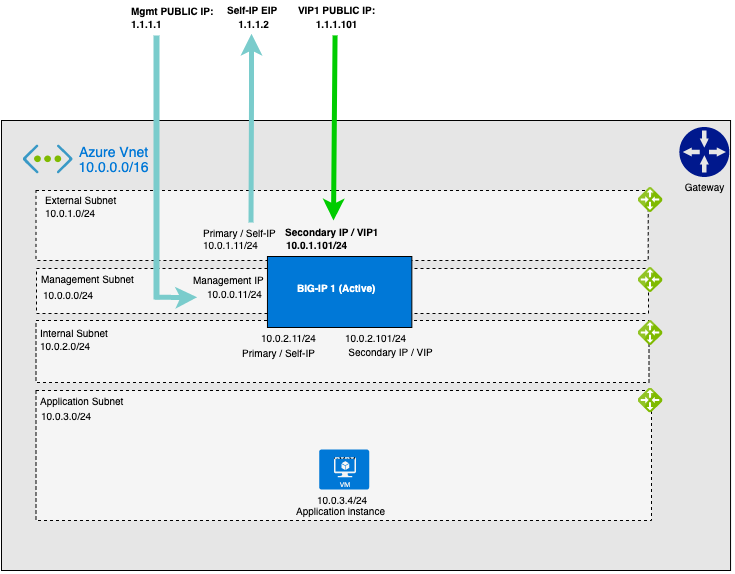 Mgmt PUBLIC IP:
1.1.1.1
Self-IP EIP
1.1.1.2
VIP1 PUBLIC IP:
1.1.1.101
Azure Vnet
10.0.0.0/16
Gateway
External Subnet
10.0.1.0/24
Primary / Self-IP
10.0.1.11/24
Secondary IP / VIP1
10.0.1.101/24
Management Subnet
10.0.0.0/24
Management IP
10.0.0.11/24
BIG-IP 1 (Active)
Internal Subnet
10.0.2.0/24
10.0.2.11/24
Primary / Self-IP
10.0.2.101/24
Secondary IP / VIP
Application Subnet
10.0.3.0/24
VM
10.0.3.4/24
Application instance